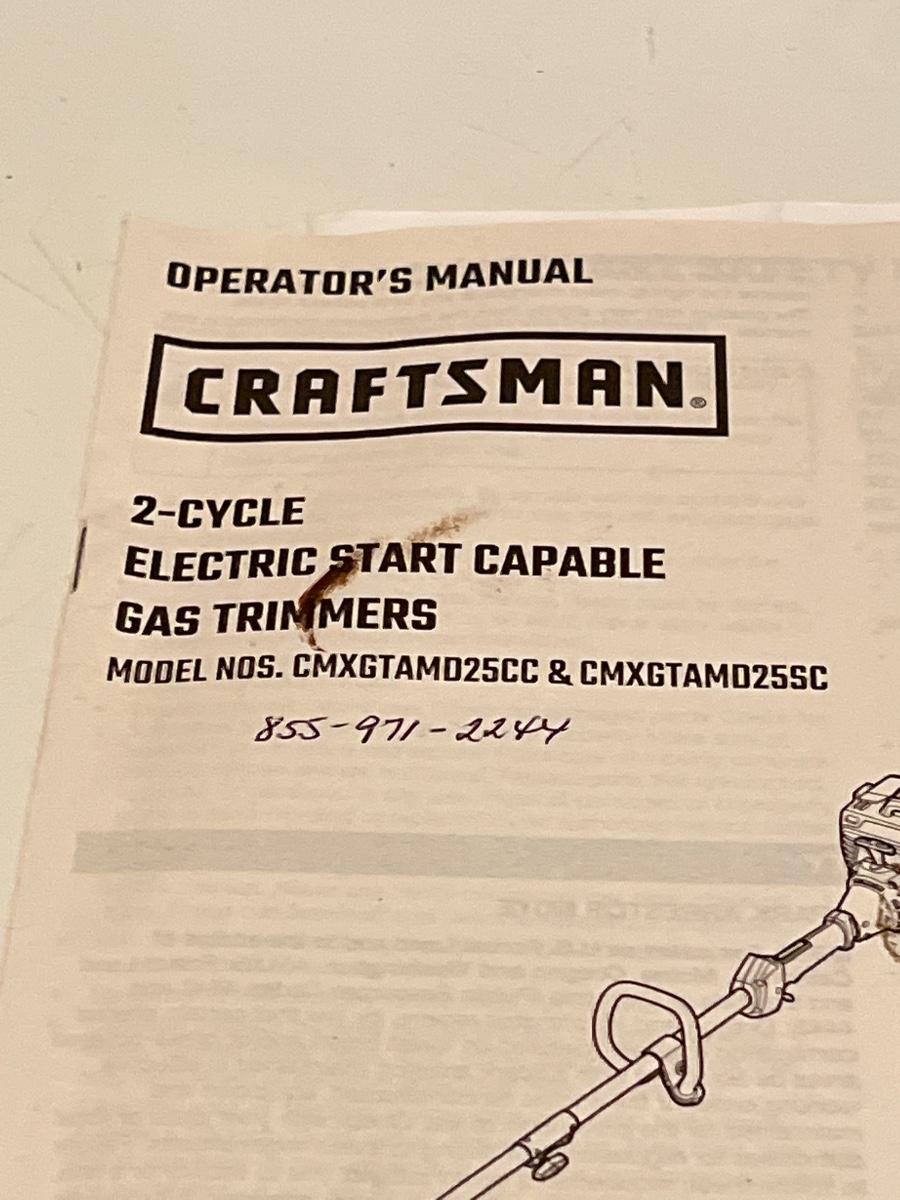 OPERATOR'S MANUAL
CRAFTSMAN®
2-CYCLE
ELECTRIC START CAPABLE
GAS TRIMMERS
MODEL NOS. CMXGTAMD25CC & CMXGTAMD25SC
855-971-2244